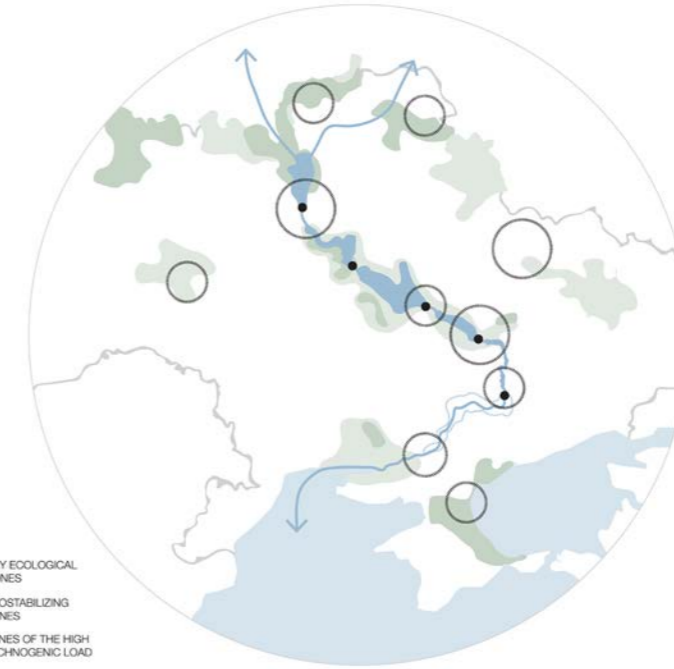 Y ECOLOGICAL
NES
OSTABILIZING
NES
NES OF THE HIGH
CHNOGENIC LOAD